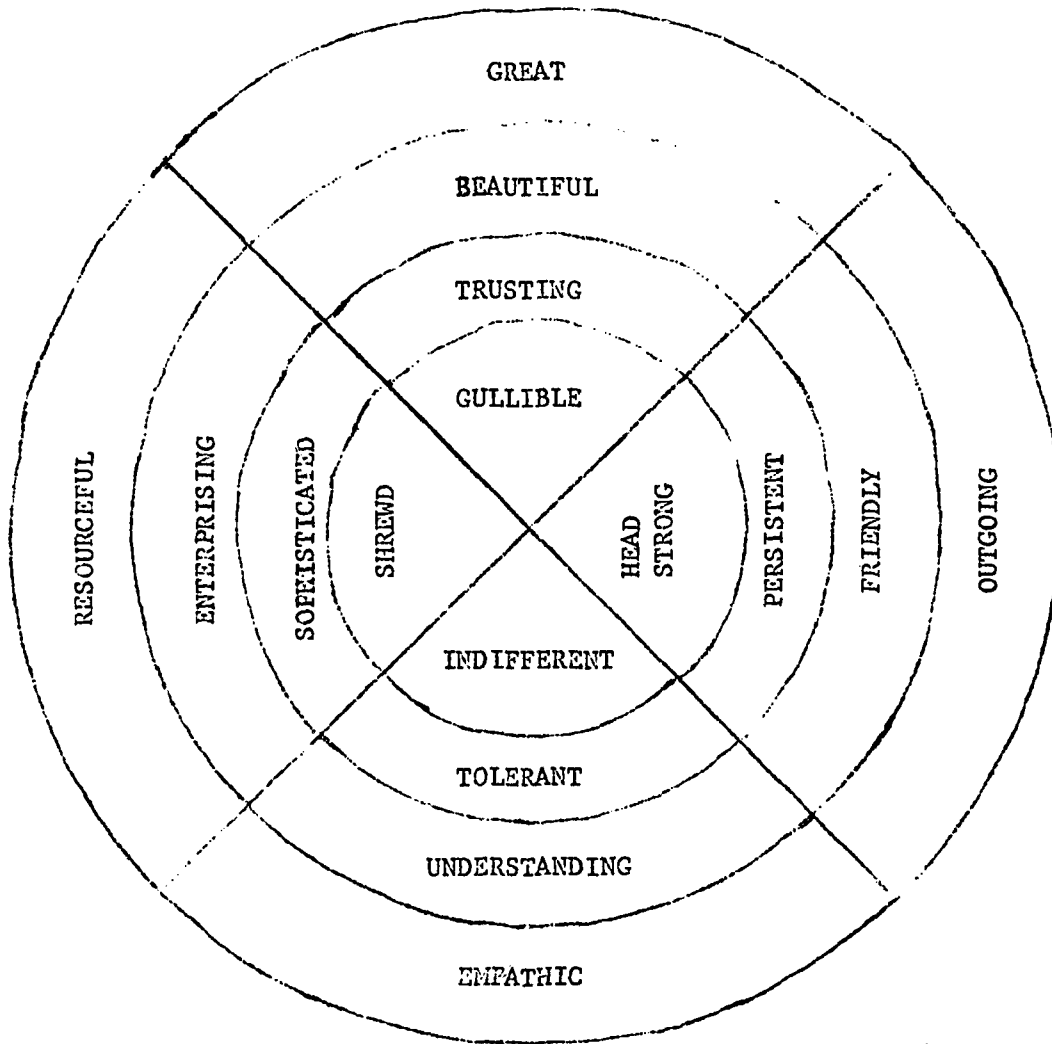 GREAT
BEAUTIFUL
TRUSTING
GULLIBLE
RESOURCEFUL
ENTERPRISING
SOPHISTICATED
SHREWD
HEAD
STRONG
PERSISTENT
FRIENDLY
OUTGOING
INDIFFERENT
TOLERANT
UNDERSTANDING
EMPATHIC